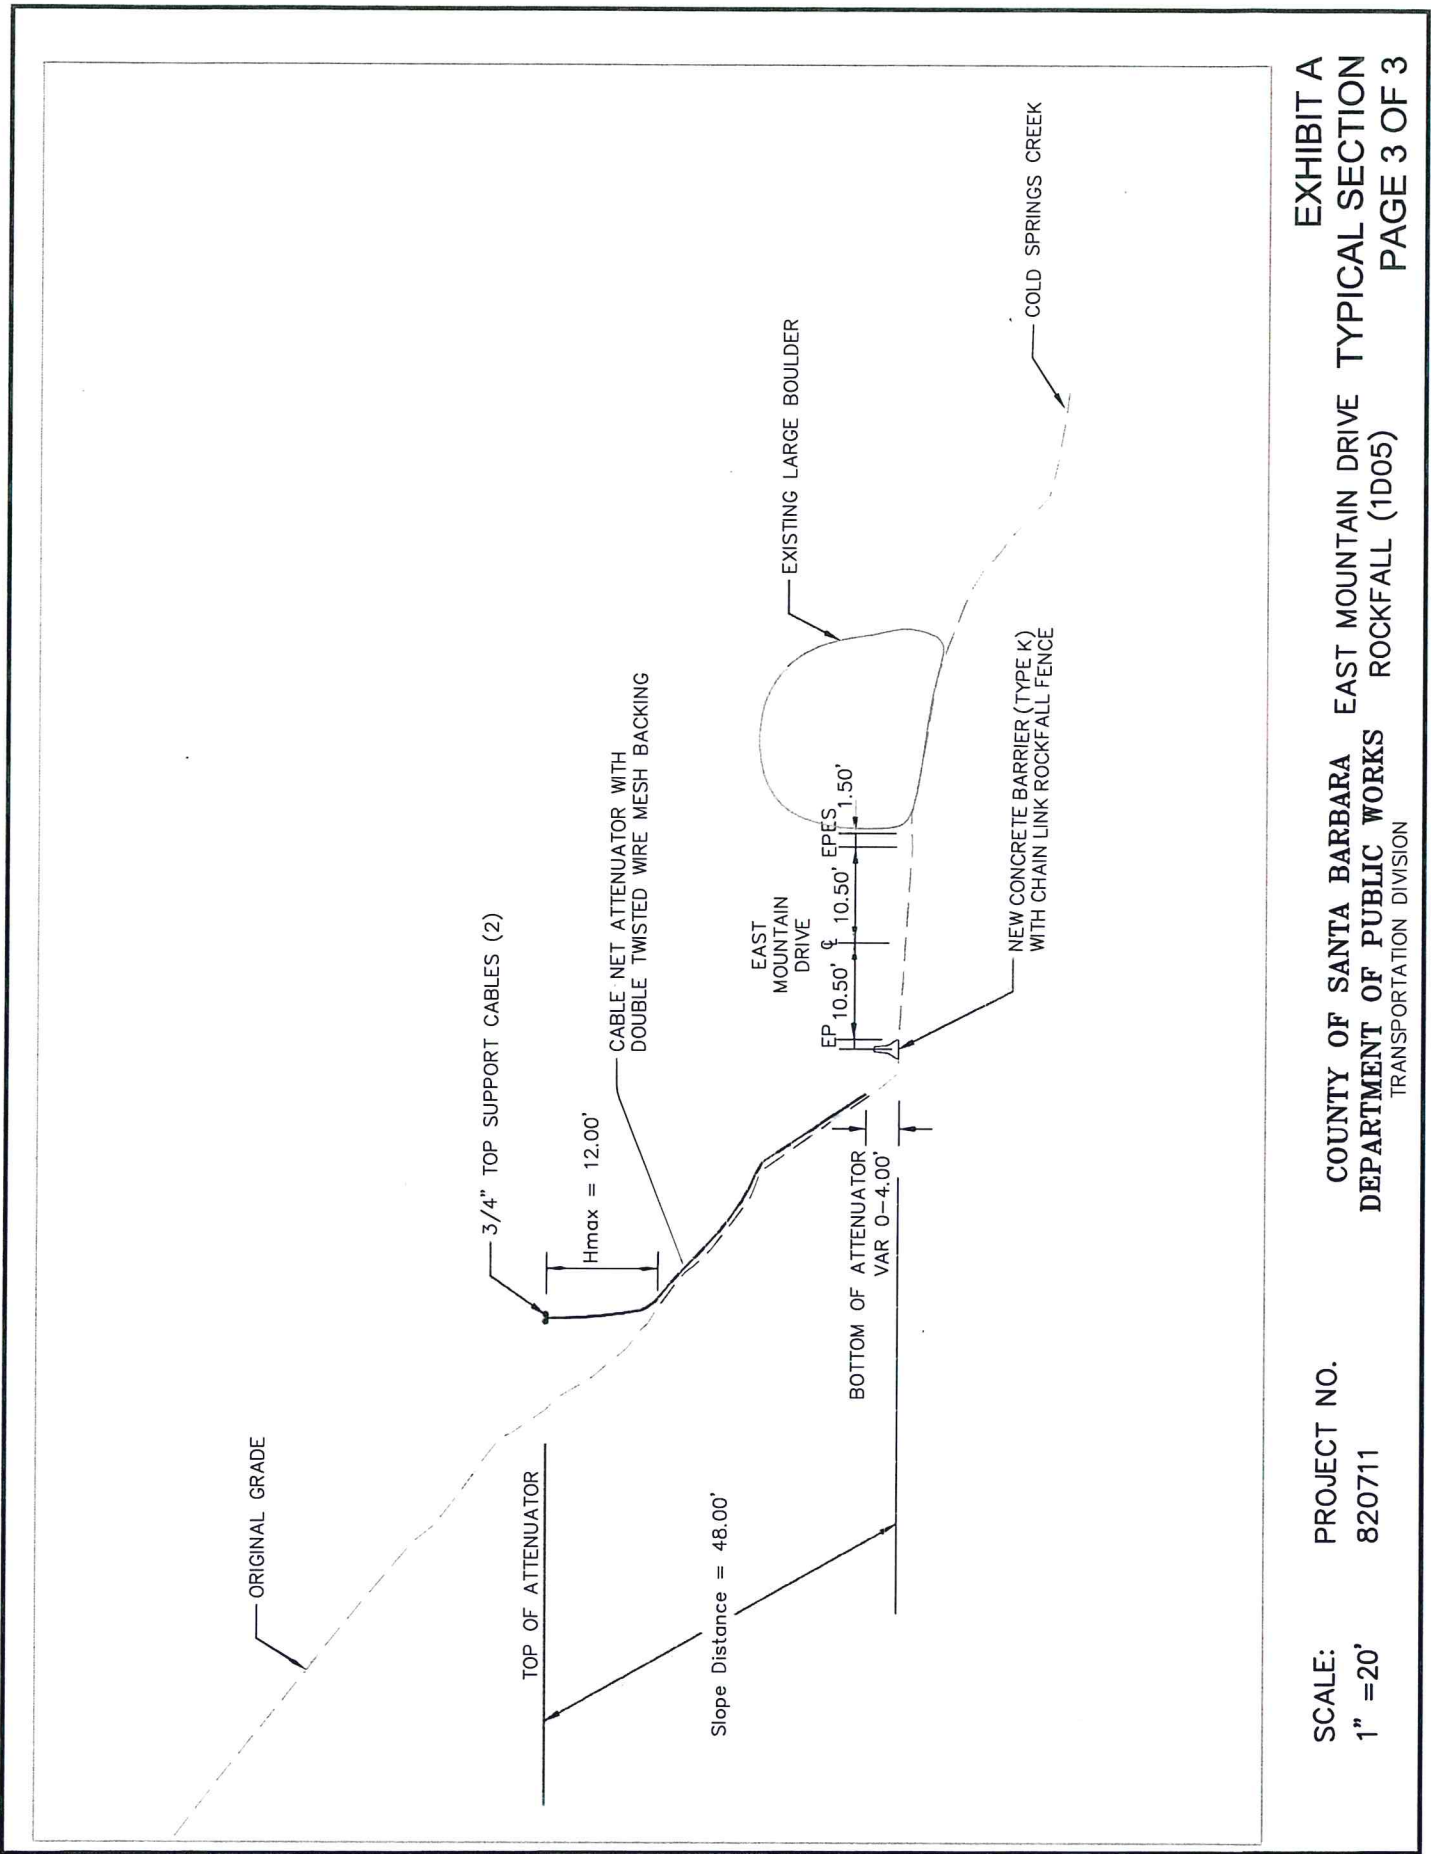 ORIGINAL GRADE
3/4" TOP SUPPORT CABLES (2)
Hmax = 12.00'
CABLE NET ATTENUATOR WITH
DOUBLE TWISTED WIRE MESH BACKING
TOP OF ATTENUATOR
Slope Distance = 48.00'
BOTTOM OF ATTENUATOR
VAR 0-4.00'
EAST
MOUNTAIN
DRIVE
EP
10.50'
℄
10.50'
EP
ES
1.50'
EXISTING LARGE BOULDER
NEW CONCRETE BARRIER (TYPE K)
WITH CHAIN LINK ROCKFALL FENCE
COLD SPRINGS CREEK
SCALE:
1" =20'
PROJECT NO.
820711
COUNTY OF SANTA BARBARA
DEPARTMENT OF PUBLIC WORKS
TRANSPORTATION DIVISION
EAST MOUNTAIN DRIVE
ROCKFALL (1D05)
EXHIBIT A
TYPICAL SECTION
PAGE 3 OF 3